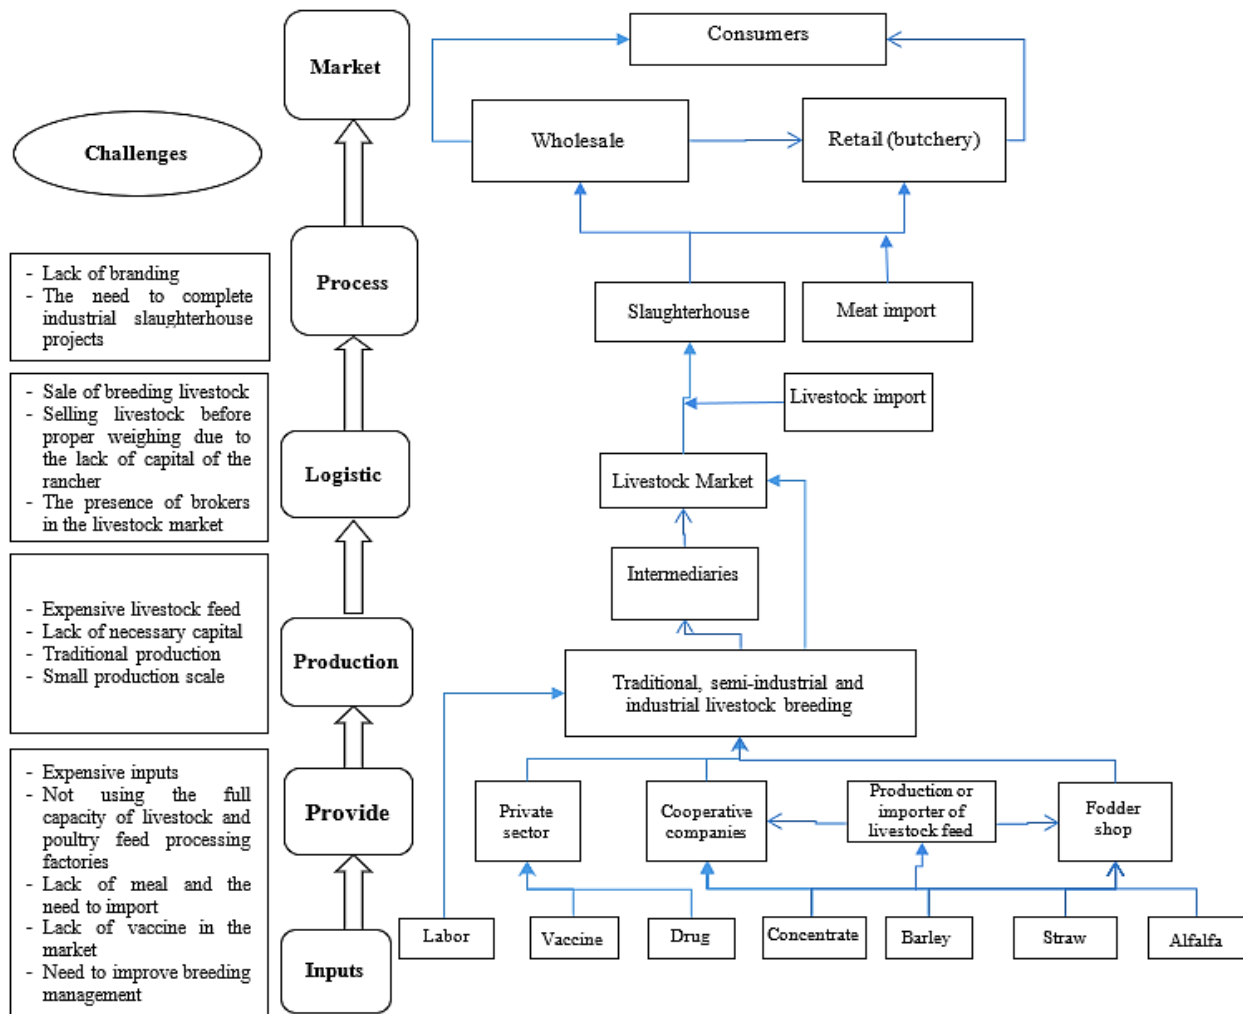 Challenges
- Lack of branding
- The need to complete
industrial slaughterhouse
projects
- Sale of breeding livestock
- Selling livestock before
proper weighing due to
the lack of capital of the
rancher
- The presence of brokers
in the livestock market
- Expensive livestock feed
- Lack of necessary capital
- Traditional production
- Small production scale
- Expensive inputs
- Not using the full
capacity of livestock and
poultry feed processing
factories
- Lack of meal and the
need to import
- Lack of vaccine in the
market
- Need to improve breeding
management
Market
Process
Logistic
Production
Provide
Inputs
Consumers
Wholesale
Retail (butchery)
Slaughterhouse
Meat import
Livestock import
Livestock Market
Intermediaries
Traditional, semi-industrial and
industrial livestock breeding
Private
sector
Cooperative
companies
Production or
importer of
livestock feed
Fodder
shop
Labor
Vaccine
Drug
Concentrate
Barley
Straw
Alfalfa